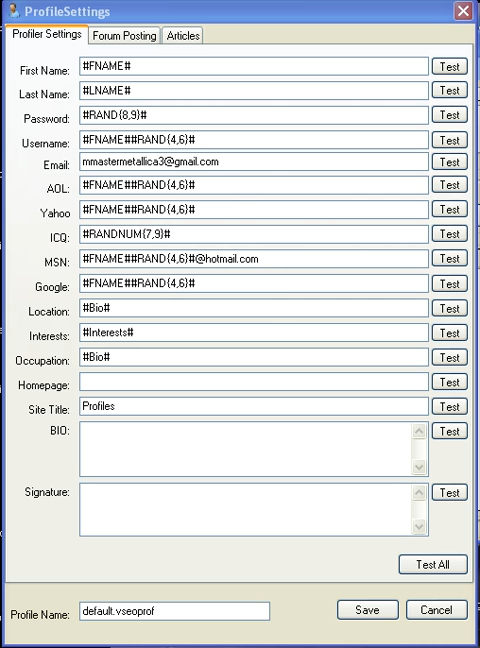 ProfileSettings
Profiler Settings Forum Posting Articles
First Name: #FNAME# Test
Last Name: #LNAME# Test
Password: #RAND{8,9}# Test
Username: #FNAME##RAND{4,6}# Test
Email: mmastermetallica3@gmail.com Test
AOL: #FNAME##RAND{4,6}# Test
Yahoo #FNAME##RAND{4,6}# Test
ICQ: #RANDNUM{7,9}# Test
MSN: #FNAME##RAND{4,6}#@hotmail.com Test
Google: #FNAME##RAND{4,6}# Test
Location: #Bio# Test
Interests: #Interests# Test
Occupation: #Bio# Test
Homepage: Test
Site Title: Profiles Test
BIO: Test
Signature: Test
Test All
Profile Name: default.vseoprof Save Cancel